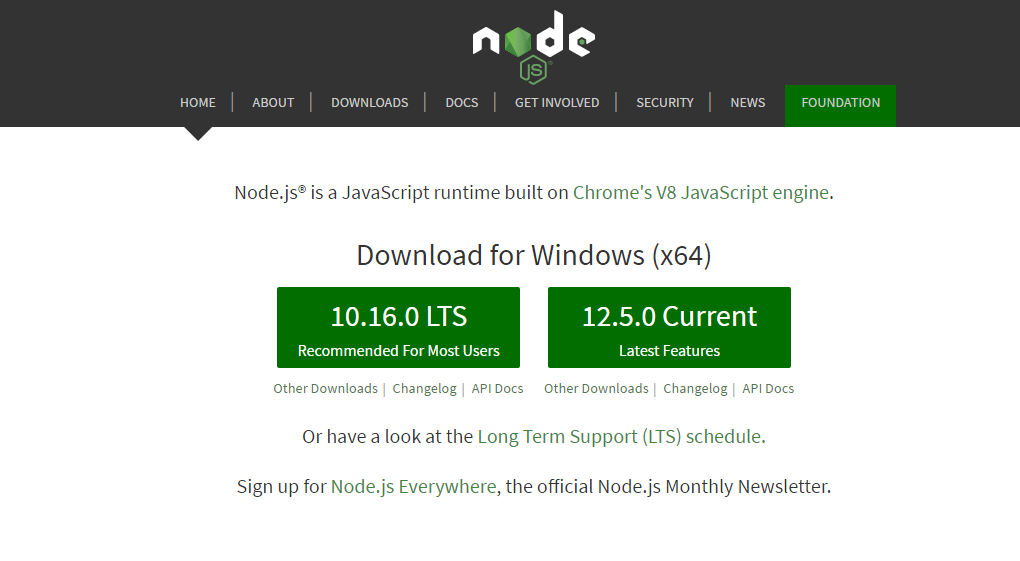 node
JS
HOME | ABOUT | DOWNLOADS | DOCS | GET INVOLVED | SECURITY | NEWS FOUNDATION
Node.js® is a JavaScript runtime built on Chrome's V8 JavaScript engine.
Download for Windows (x64)
10.16.0 LTS
Recommended For Most Users
12.5.0 Current
Latest Features
Other Downloads | Changelog | API Docs
Other Downloads | Changelog | API Docs
Or have a look at the Long Term Support (LTS) schedule.
Sign up for Node.js Everywhere, the official Node.js Monthly Newsletter.